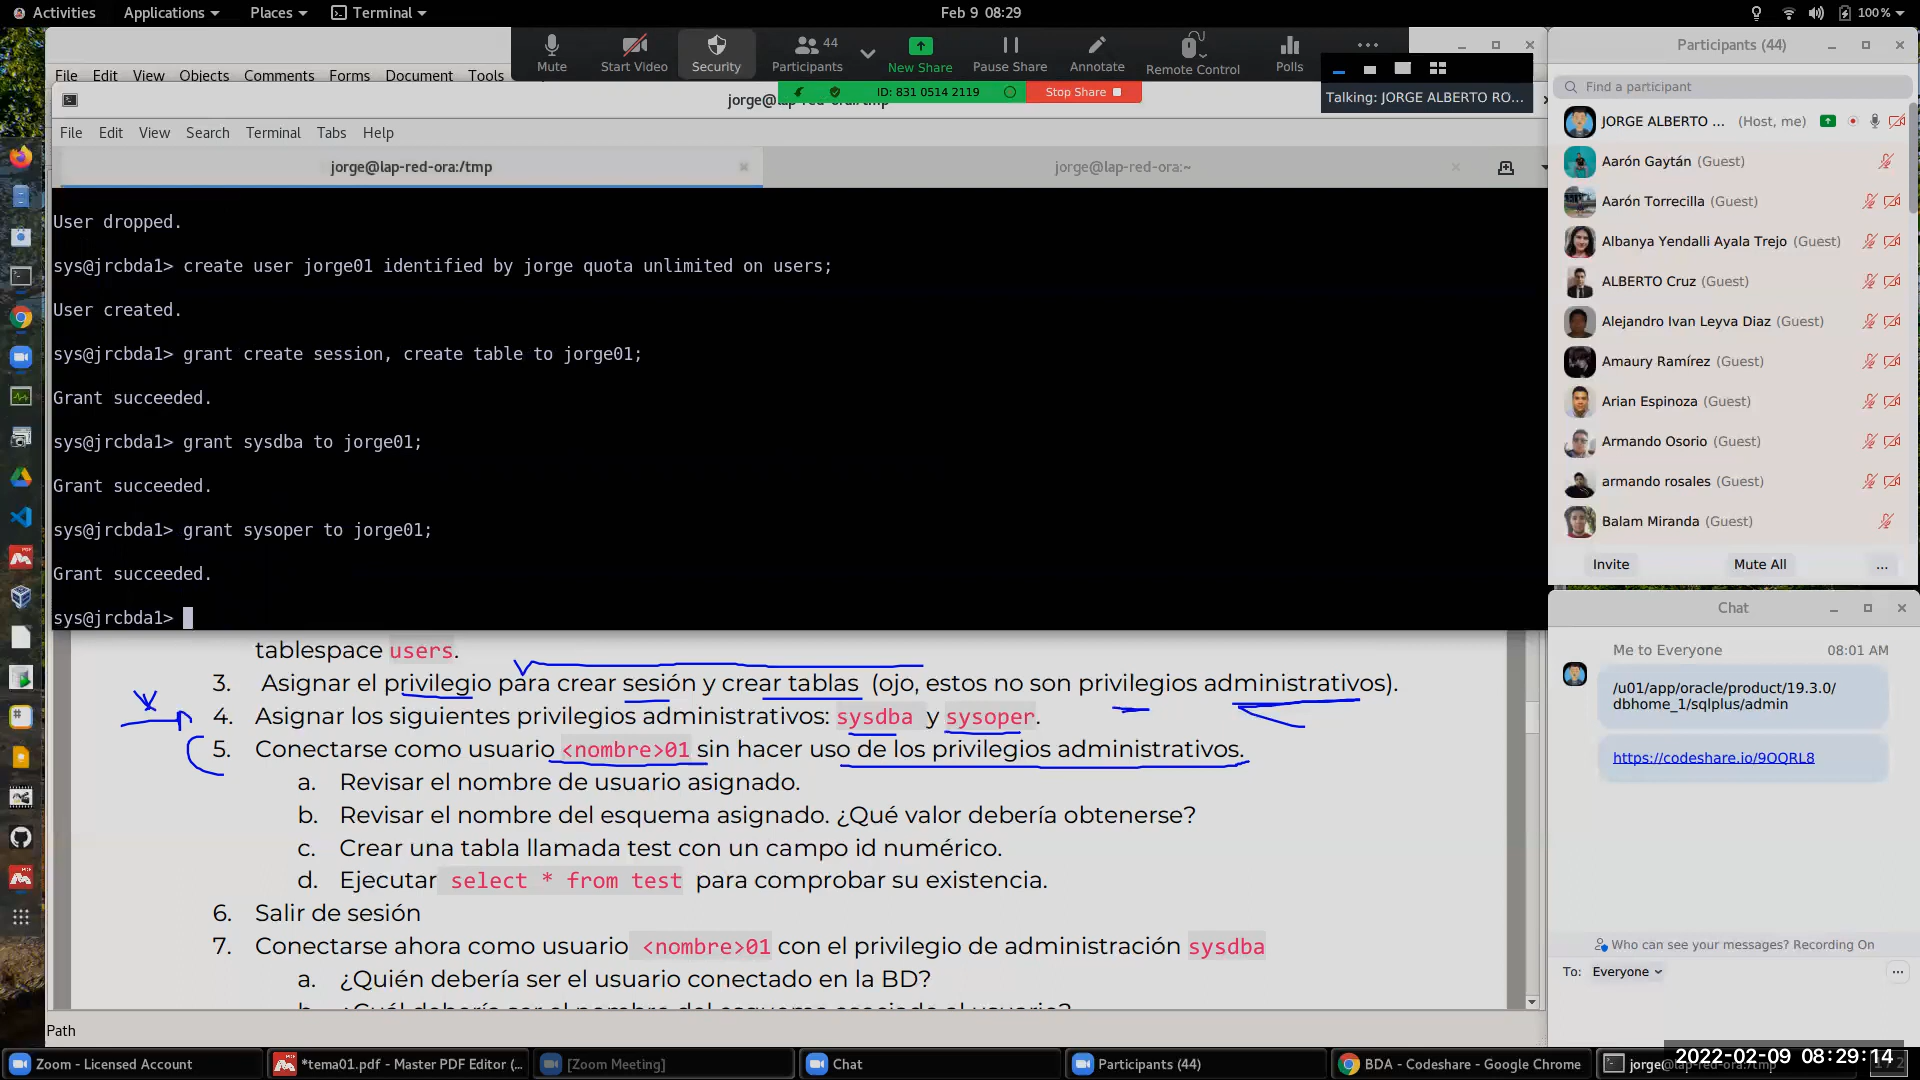 Activities Applications Places Terminal Feb 9 08:29 100%
Mute Start Video Security Participants 44 New Share Pause Share Annotate Remote Control Polls
File Edit View Objects Comments Forms Document Tools
ID: 831 0514 2119 Stop Share
Talking: JORGE ALBERTO RO...
File Edit View Search Terminal Tabs Help
jorge@lap-red-ora:/tmp jorge@lap-red-ora:~
User dropped.
sys@jrcbda1> create user jorge01 identified by jorge quota unlimited on users;
User created.
sys@jrcbda1> grant create session, create table to jorge01;
Grant succeeded.
sys@jrcbda1> grant sysdba to jorge01;
Grant succeeded.
sys@jrcbda1> grant sysoper to jorge01;
Grant succeeded.
sys@jrcbda1>
tablespace users.
3. Asignar el privilegio para crear sesión y crear tablas (ojo, estos no son privilegios administrativos).
4. Asignar los siguientes privilegios administrativos: sysdba y sysoper.
5. Conectarse como usuario <nombre>01 sin hacer uso de los privilegios administrativos.
a. Revisar el nombre de usuario asignado.
b. Revisar el nombre del esquema asignado. ¿Qué valor debería obtenerse?
c. Crear una tabla llamada test con un campo id numérico.
d. Ejecutar select * from test para comprobar su existencia.
6. Salir de sesión
7. Conectarse ahora como usuario <nombre>01 con el privilegio de administración sysdba
a. ¿Quién debería ser el usuario conectado en la BD?
Path
Participants (44)
Find a participant
JORGE ALBERTO ... (Host, me)
Aarón Gaytán (Guest)
Aarón Torrecilla (Guest)
Albanya Yendalli Ayala Trejo (Guest)
ALBERTO Cruz (Guest)
Alejandro Ivan Leyva Diaz (Guest)
Amaury Ramírez (Guest)
Arian Espinoza (Guest)
Armando Osorio (Guest)
armando rosales (Guest)
Balam Miranda (Guest)
Invite Mute All ...
Chat
Me to Everyone 08:01 AM
/u01/app/oracle/product/19.3.0/
dbhome_1/sqlplus/admin
https://codeshare.io/9OQRL8
Who can see your messages? Recording On
To: Everyone
Zoom - Licensed Account *tema01.pdf - Master PDF Editor (... [Zoom Meeting] Chat Participants (44) BDA - Codeshare - Google Chrome
2022-02-09 08:29:14